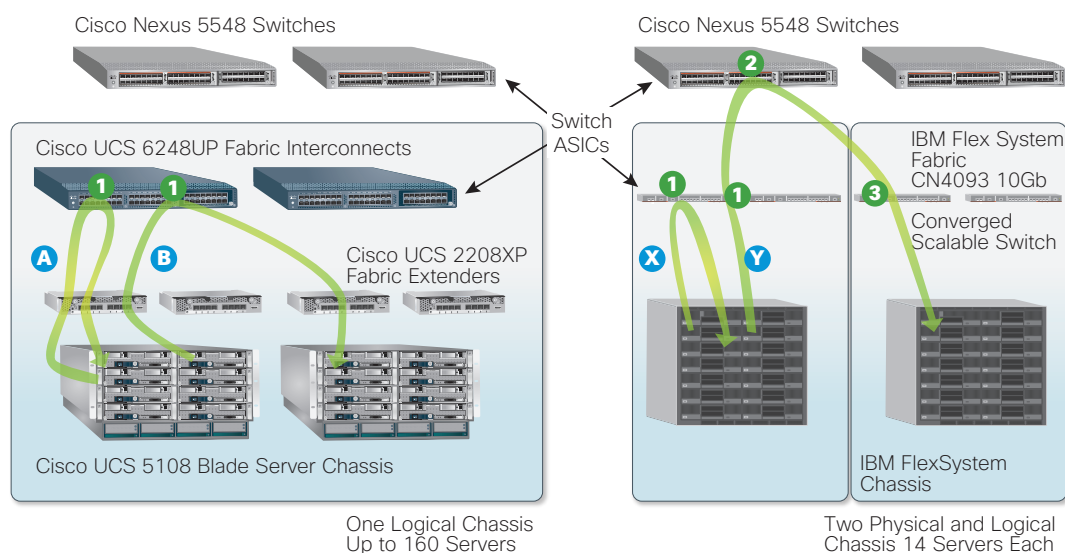 Cisco Nexus 5548 Switches
Cisco Nexus 5548 Switches
2
Switch
ASICs
Cisco UCS 6248UP Fabric Interconnects
1
1
A
B
Cisco UCS 2208XP
Fabric Extenders
Cisco UCS 5108 Blade Server Chassis
One Logical Chassis
Up to 160 Servers
IBM Flex System
Fabric
CN4093 10Gb
1
1
3
Converged
Scalable Switch
X
Y
IBM FlexSystem
Chassis
Two Physical and Logical
Chassis 14 Servers Each